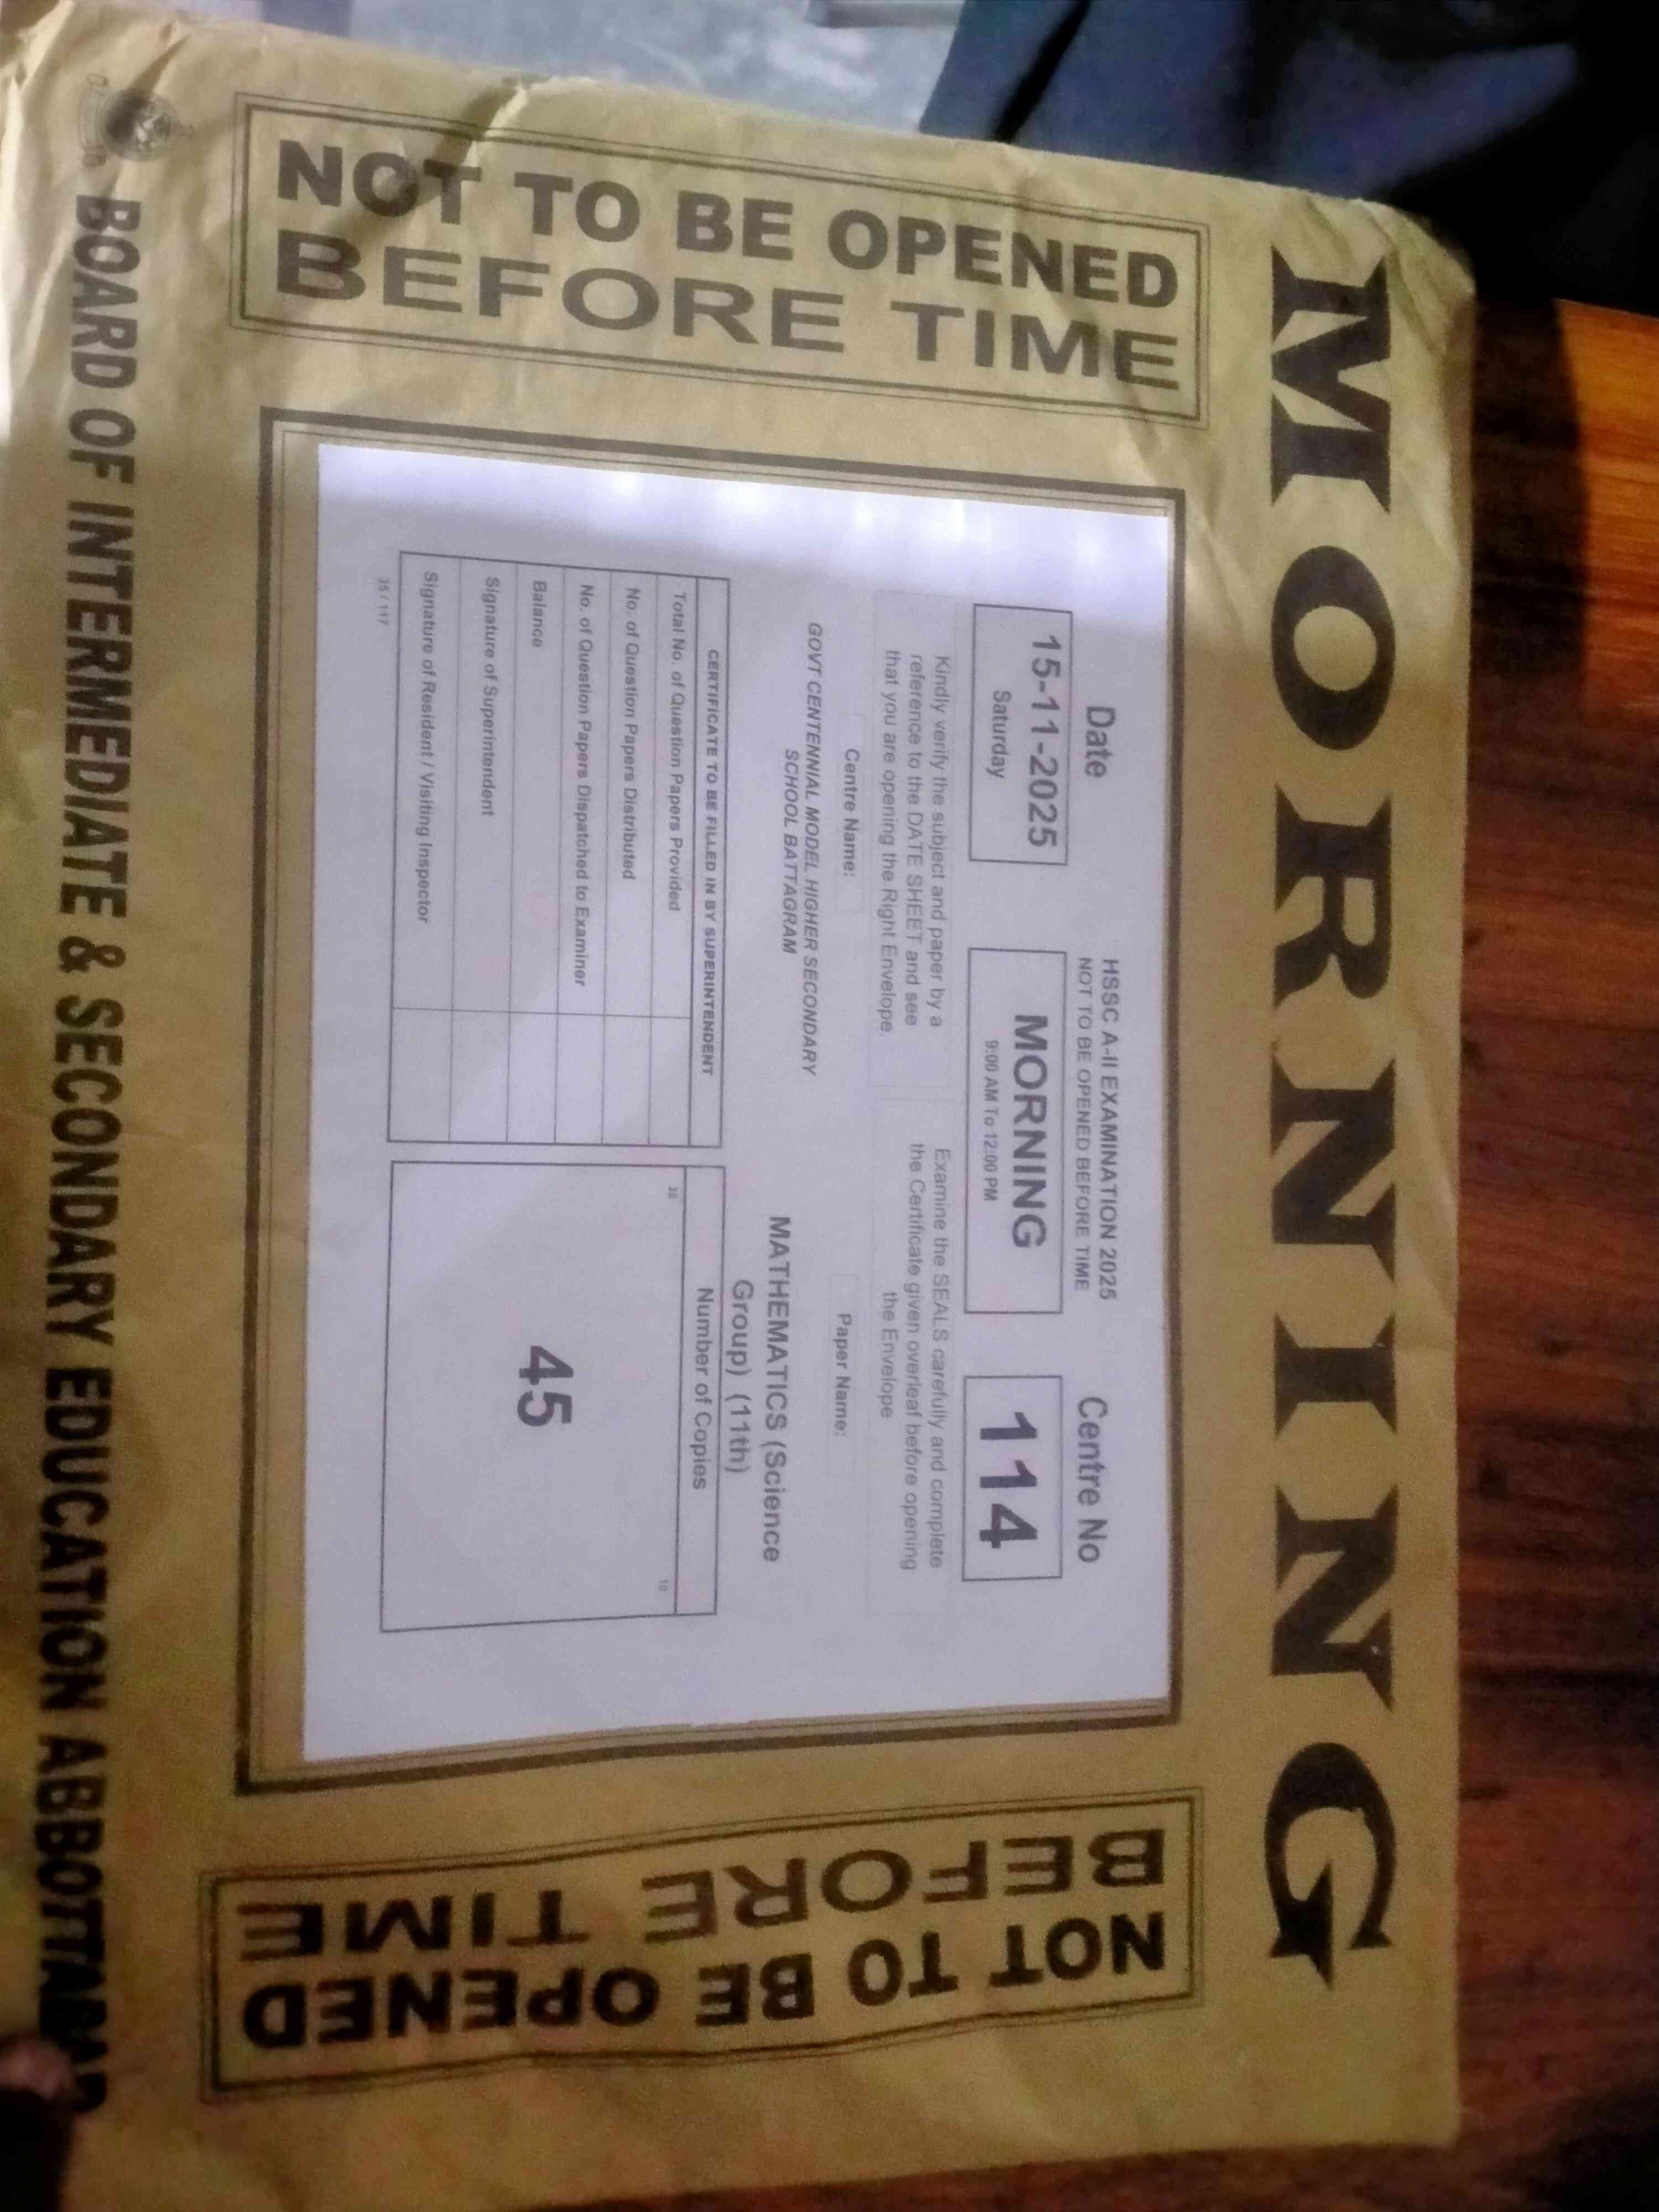 MORNING
NOT TO BE OPENED
BEFORE TIME
HSSC A-II EXAMINATION 2025
NOT TO BE OPENED BEFORE TIME
Date
15-11-2025
Saturday
MORNING
9:00 AM To 12:00 PM
Centre No
114
Kindly verify the subject and paper by a
reference to the DATE SHEET and see
that you are opening the Right Envelope.
Examine the SEALS carefully and complete
the Certificate given overleaf before opening
the Envelope
Centre Name:
GOVT CENTENNIAL MODEL HIGHER SECONDARY
SCHOOL BATTAGRAM
Paper Name:
MATHEMATICS (Science
Group) (11th)
CERTIFICATE TO BE FILLED IN BY SUPERINTENDENT
Total No. of Question Papers Provided
No. of Question Papers Distributed
No. of Question Papers Dispatched to Examiner
Balance
Signature of Superintendent
Signature of Resident / Visiting Inspector
35 / 117
Number of Copies
10
45
NOT TO BE OPENED
BEFORE TIME
BOARD OF INTERMEDIATE & SECONDARY EDUCATION ABBOTTABAD